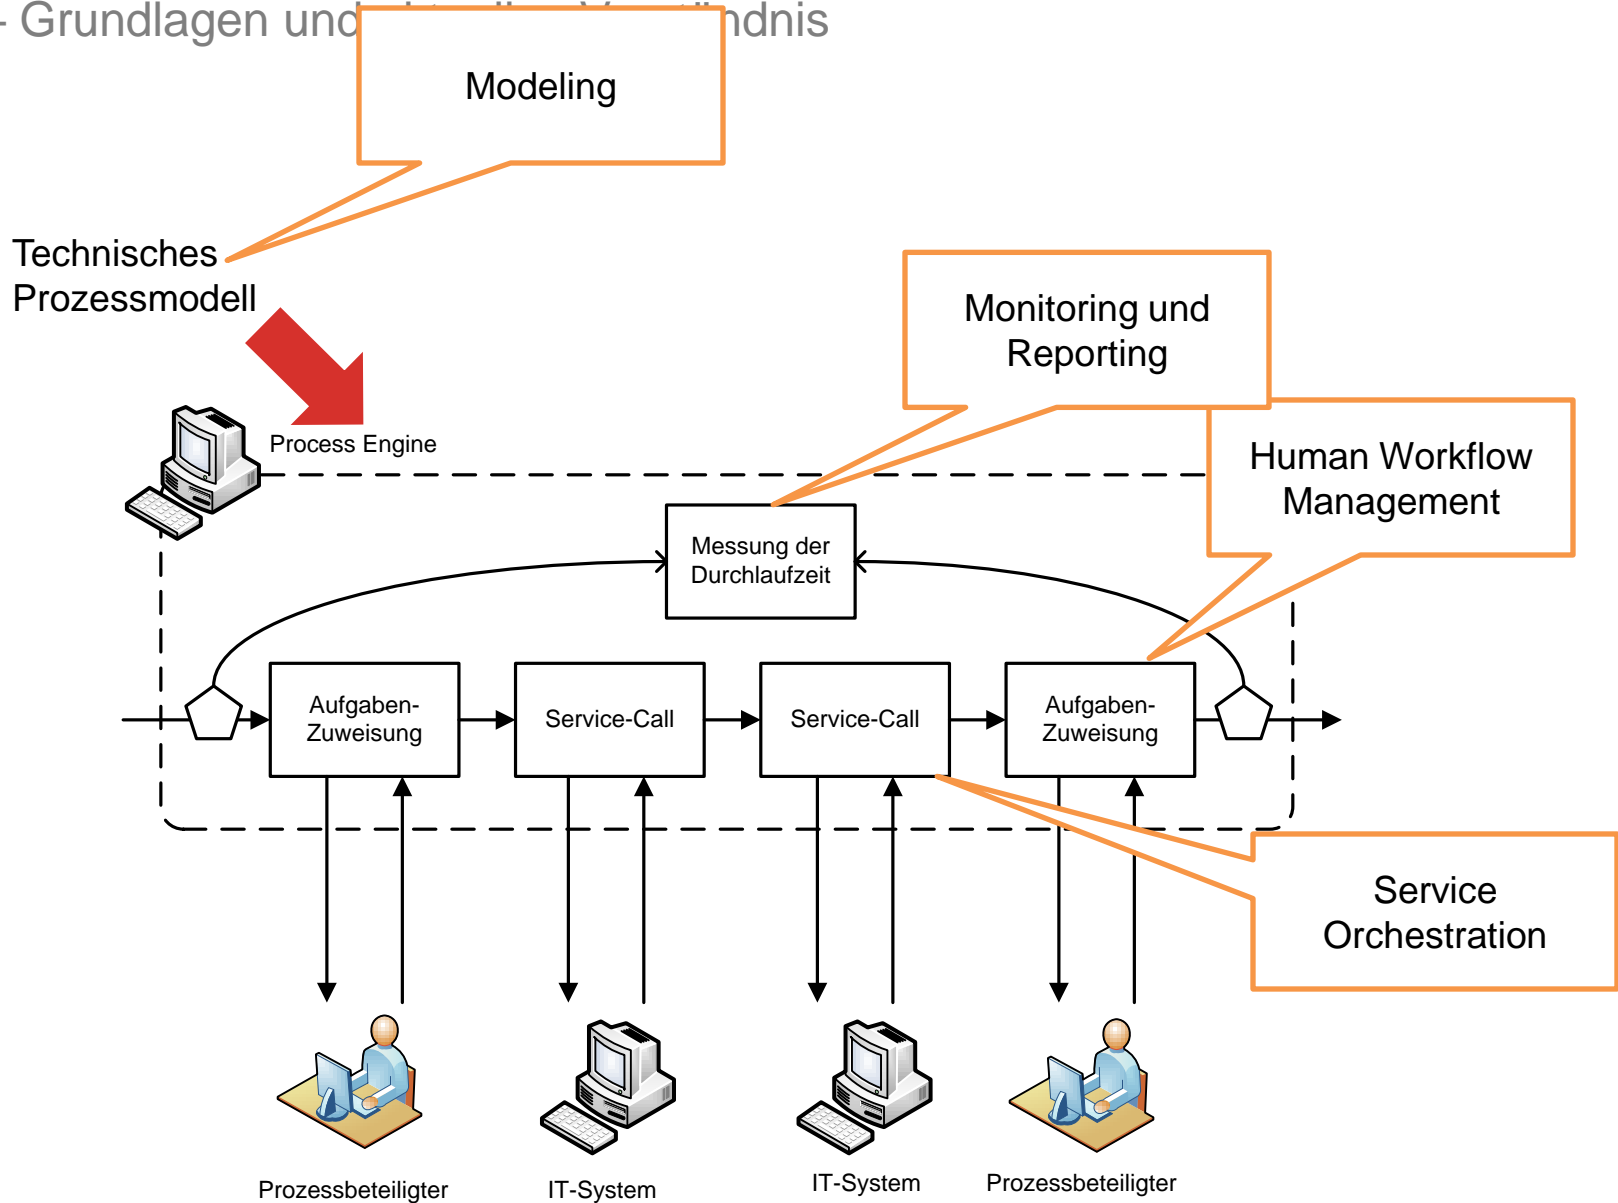 - Grundlagen und ndnis
Modeling
Technisches
Prozessmodell
Monitoring und
Reporting
Process Engine
Human Workflow
Management
Messung der
Durchlaufzeit
Aufgaben-
Zuweisung
Service-Call
Service-Call
Aufgaben-
Zuweisung
Service
Orchestration
Prozessbeteiligter
IT-System
IT-System
Prozessbeteiligter